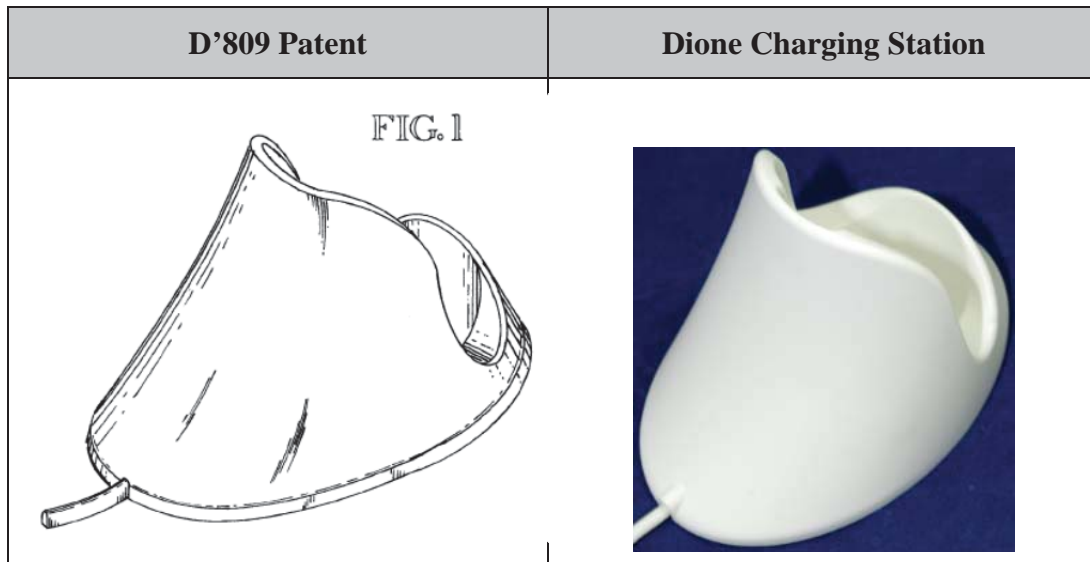 D’809 Patent
Dione Charging Station
FIG. 1